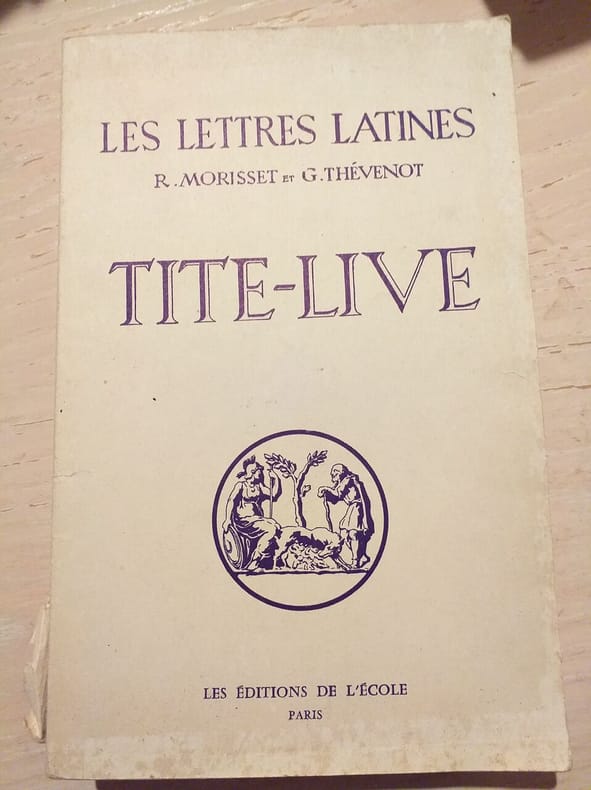 LES LETTRES LATINES
R. MORISSET ET G. THÉVENOT
TITE-LIVE
LES ÉDITIONS DE L'ÉCOLE
PARIS